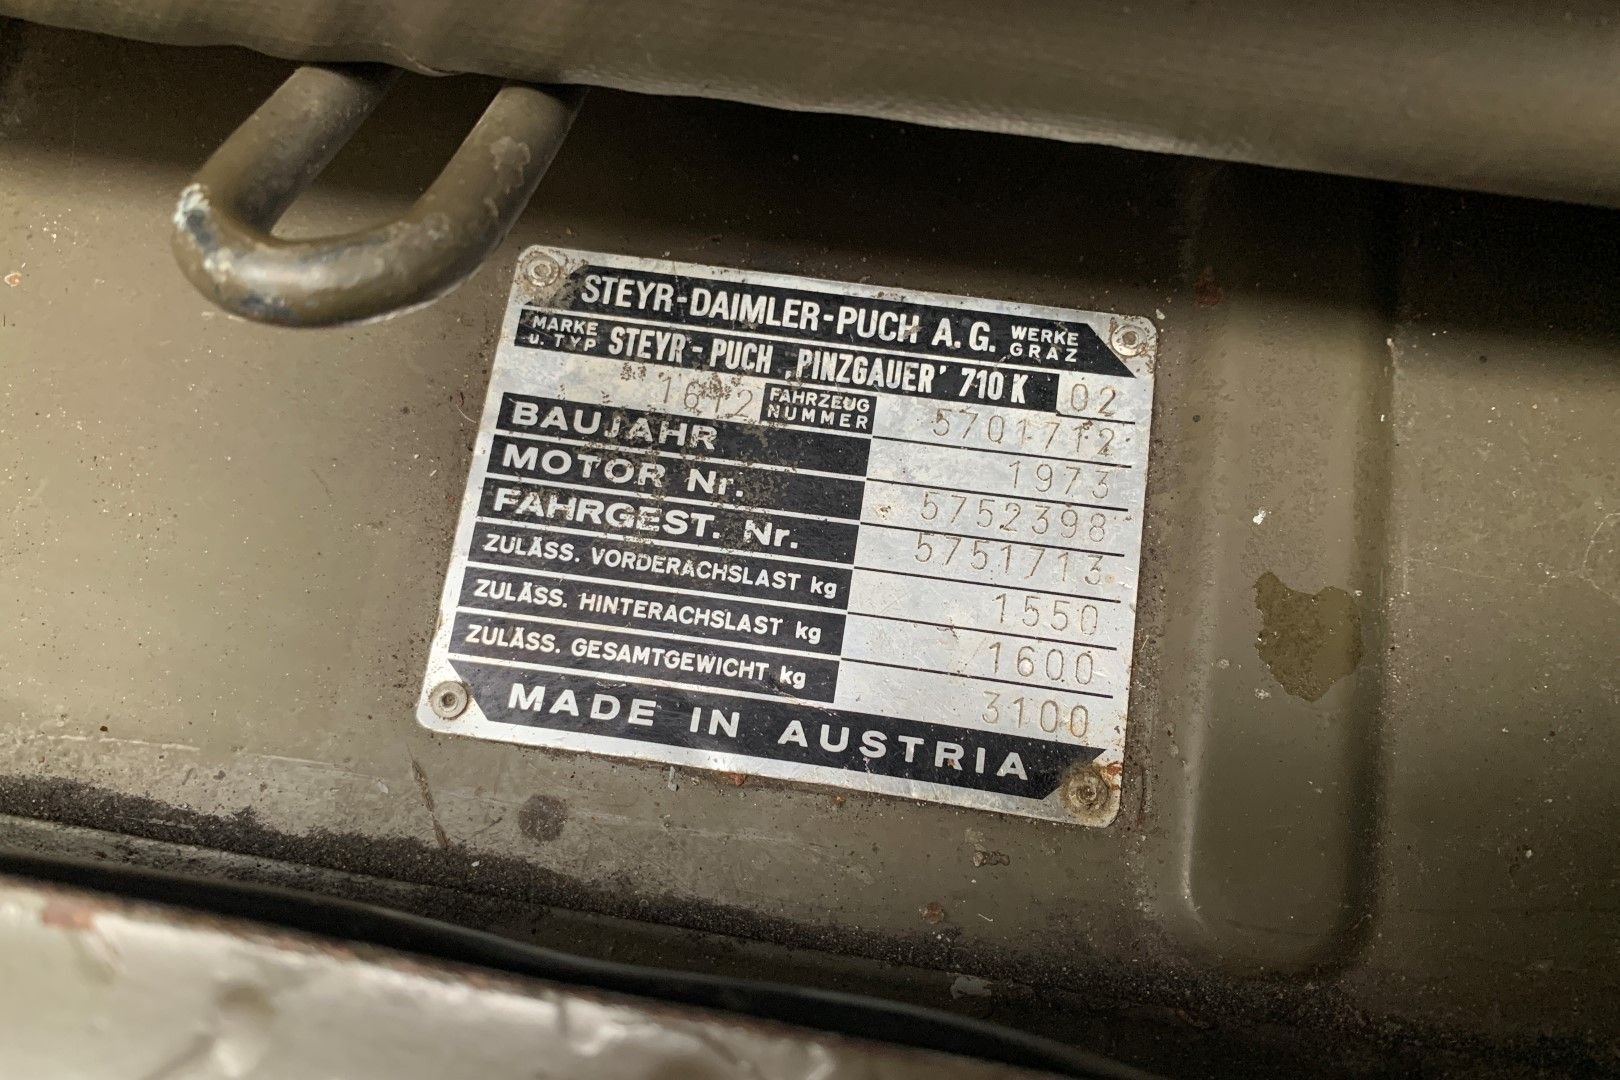 STEYR-DAIMLER-PUCH A.G. WERKE GRAZ
MARKE u. TYP STEYR-PUCH ‚PINZGAUER' 710 K 02
1612 FAHRZEUG NUMMER 5701712
BAUJAHR 1973
MOTOR Nr. 5752398
FAHRGEST. Nr. 5751713
ZULÄSS. VORDERACHSLAST kg 1550
ZULÄSS. HINTERACHSLAST kg 1600
ZULÄSS. GESAMTGEWICHT kg 3100
MADE IN AUSTRIA